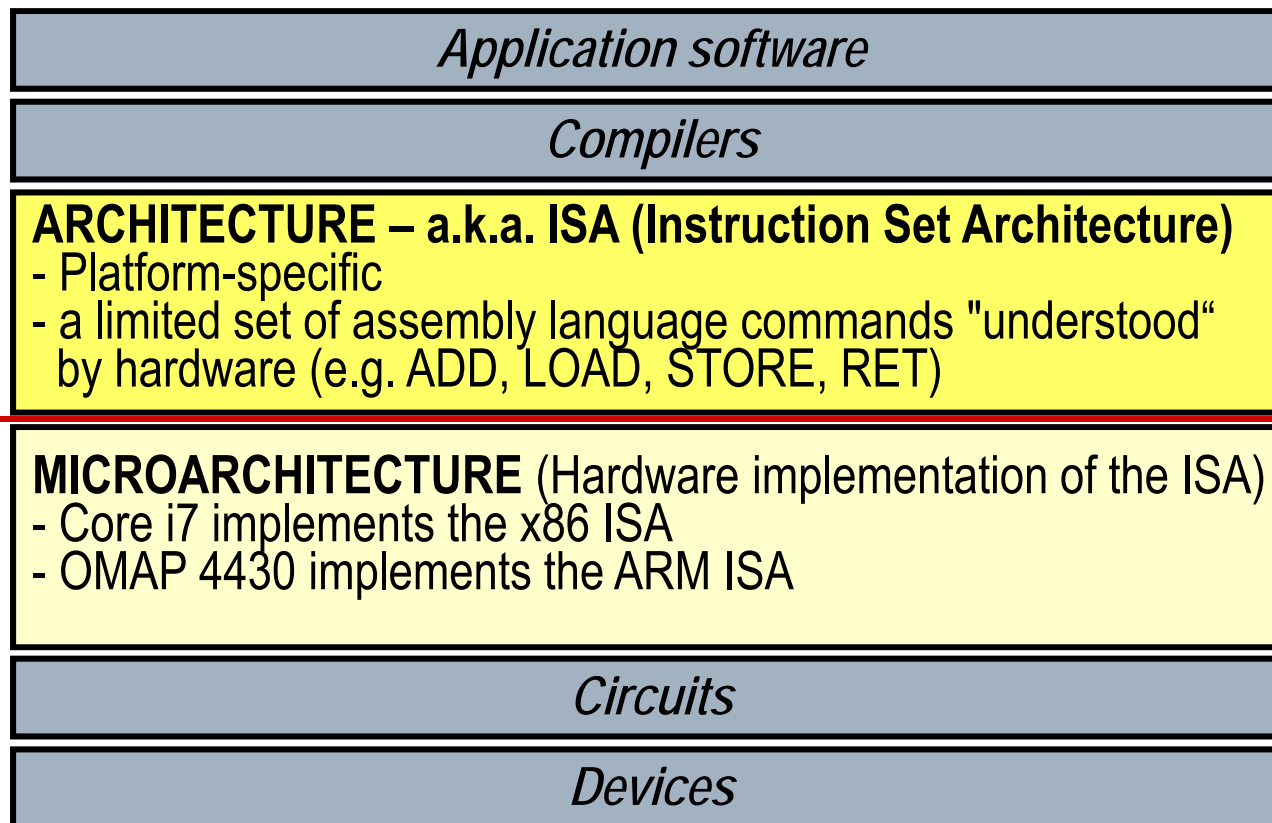 Application software
Compilers
ARCHITECTURE – a.k.a. ISA (Instruction Set Architecture)
- Platform-specific
- a limited set of assembly language commands "understood“
by hardware (e.g. ADD, LOAD, STORE, RET)
MICROARCHITECTURE (Hardware implementation of the ISA)
- Core i7 implements the x86 ISA
- OMAP 4430 implements the ARM ISA
Circuits
Devices